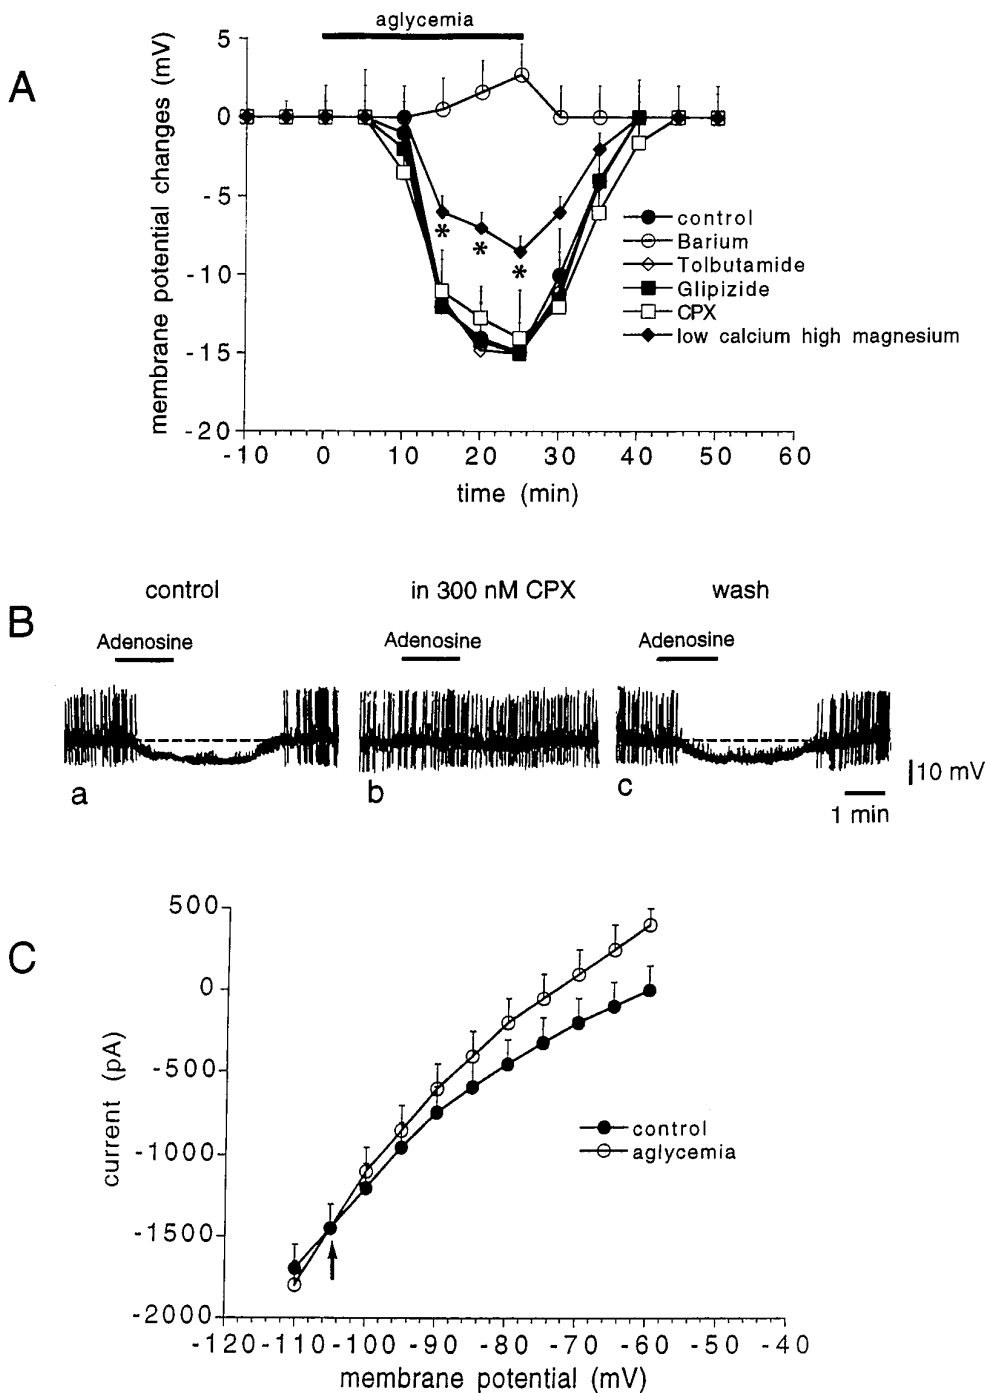 A
aglycemia
membrane potential changes (mV)
5
0
-5
-10
-15
-20
-10 0 10 20 30 40 50 60
time (min)
* * *
control
Barium
Tolbutamide
Glipizide
CPX
low calcium high magnesium
B
control in 300 nM CPX wash
Adenosine Adenosine Adenosine
a b c
10 mV
1 min
C
current (pA)
500
0
-500
-1000
-1500
-2000
-120 -110 -100 -90 -80 -70 -60 -50 -40
membrane potential (mV)
control
aglycemia